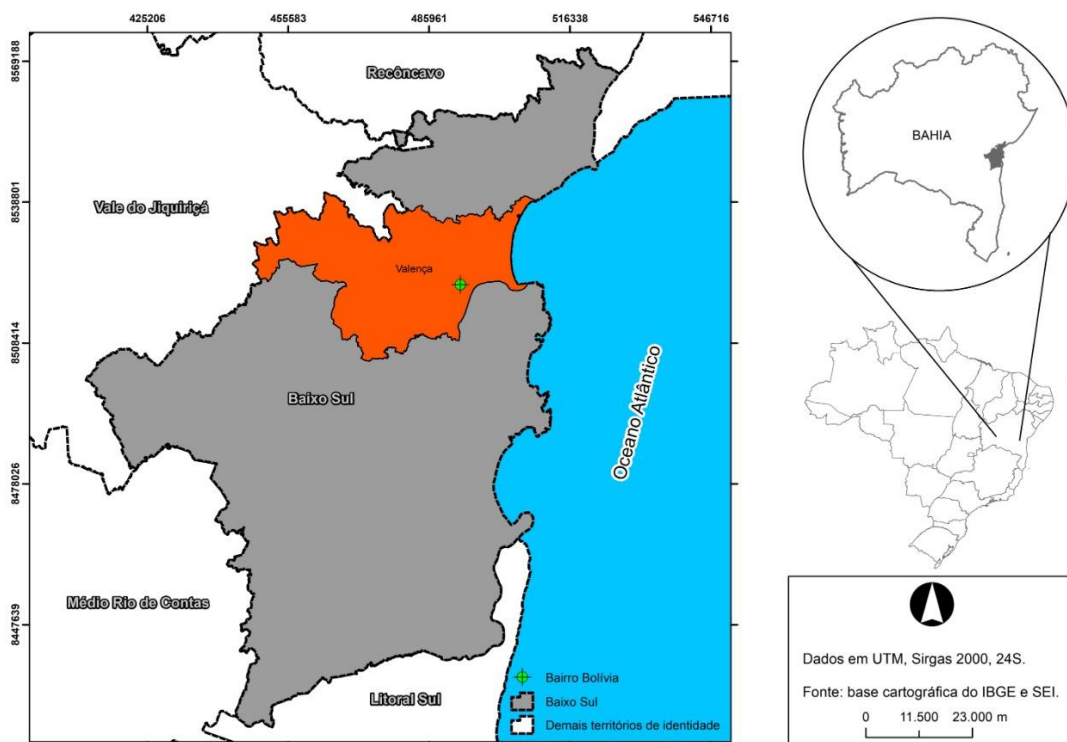 425206 455583 485961 516338 546716
8569188
8538801
8508414
8478026
8447639
Recôncavo
Vale do Jiquiriçá
Valença
Baixo Sul
Oceano Atlântico
Médio Rio de Contas
Litoral Sul
Bairro Bolívia
Baixo Sul
Demais territórios de identidade
BAHIA
Dados em UTM, Sirgas 2000, 24S.
Fonte: base cartográfica do IBGE e SEI.
0 11.500 23.000 m